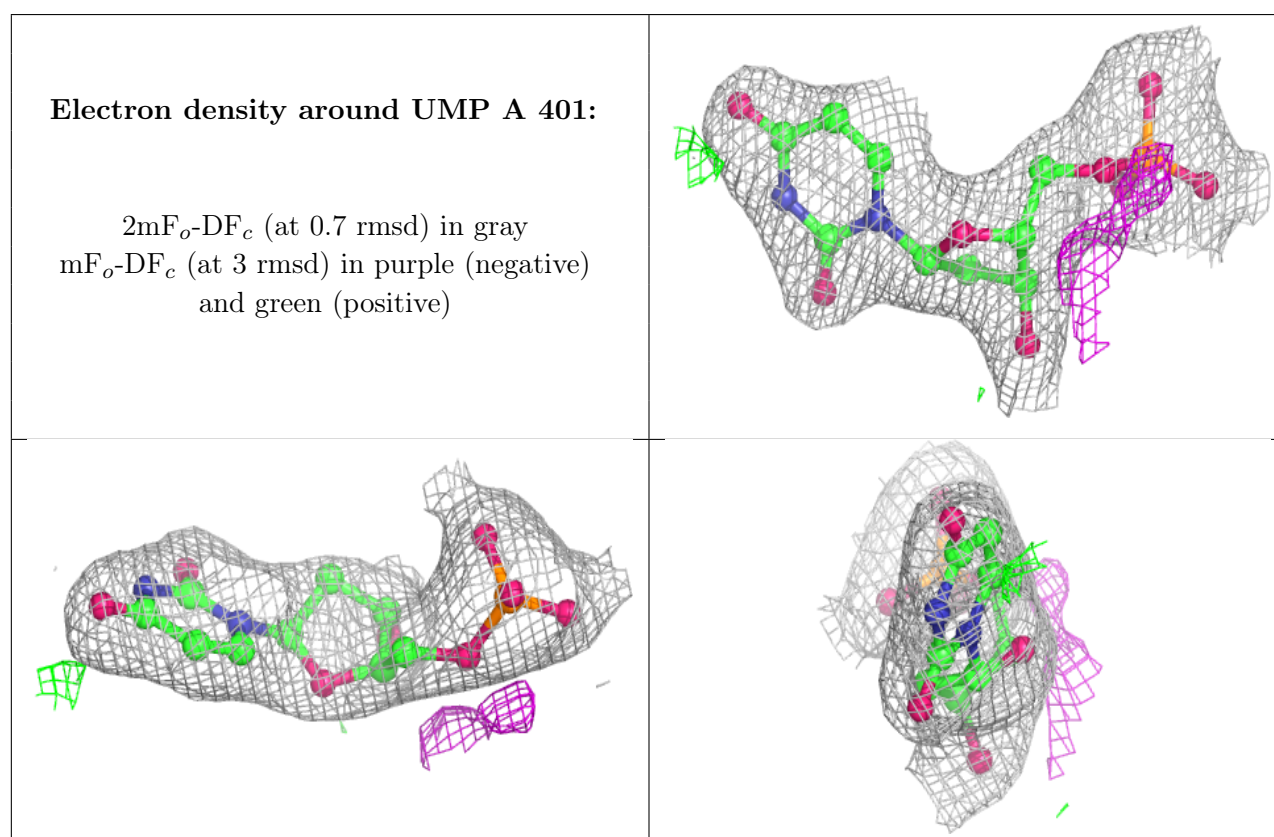 Electron density around UMP A 401:
2mFo-DFc (at 0.7 rmsd) in gray
mFo-DFc (at 3 rmsd) in purple (negative)
and green (positive)